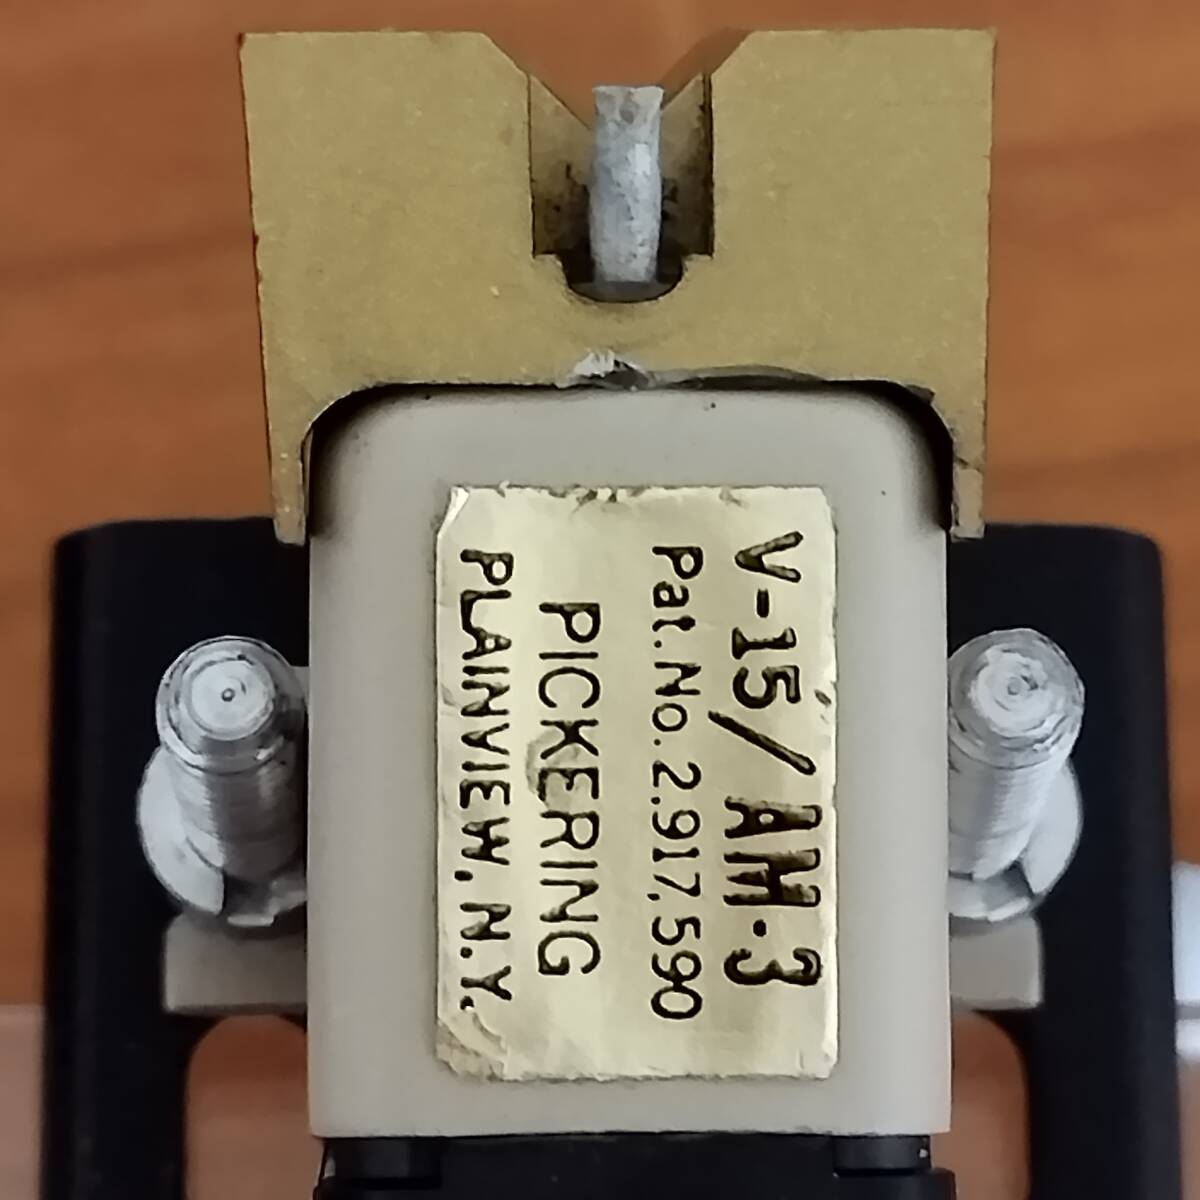 V-15/AM-3
Pat.No.2,917,590
PICKERING
PLAINVIEW, N.Y.